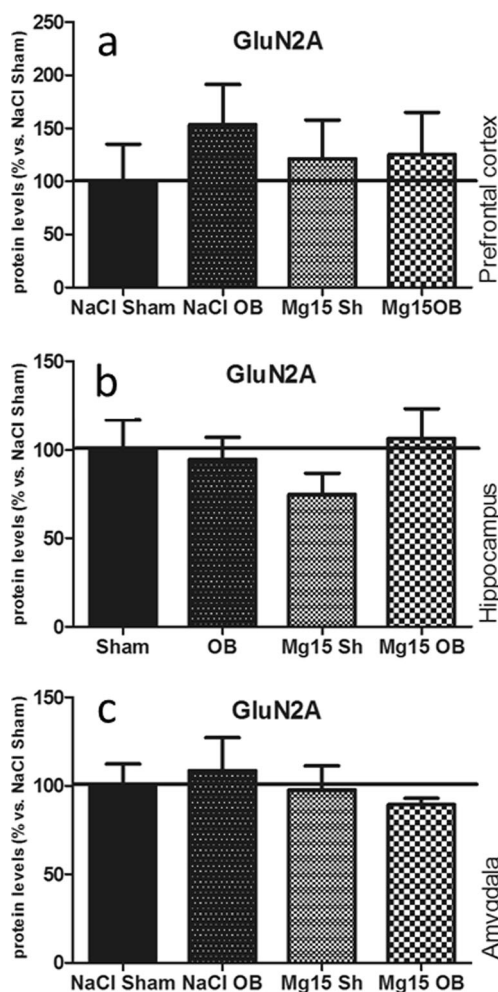 a
GluN2A
protein levels (% vs. NaCl Sham)
250
200
150
100
50
0
NaCl Sham NaCl OB Mg15 Sh Mg15OB
Prefrontal cortex
b
GluN2A
protein levels (% vs. NaCl Sham)
150
100
50
0
Sham OB Mg15 Sh Mg15 OB
Hippocampus
c
GluN2A
protein levels (% vs. NaCl Sham)
150
100
50
0
NaCl Sham NaCl OB Mg15 Sh Mg15 OB
Amygdala